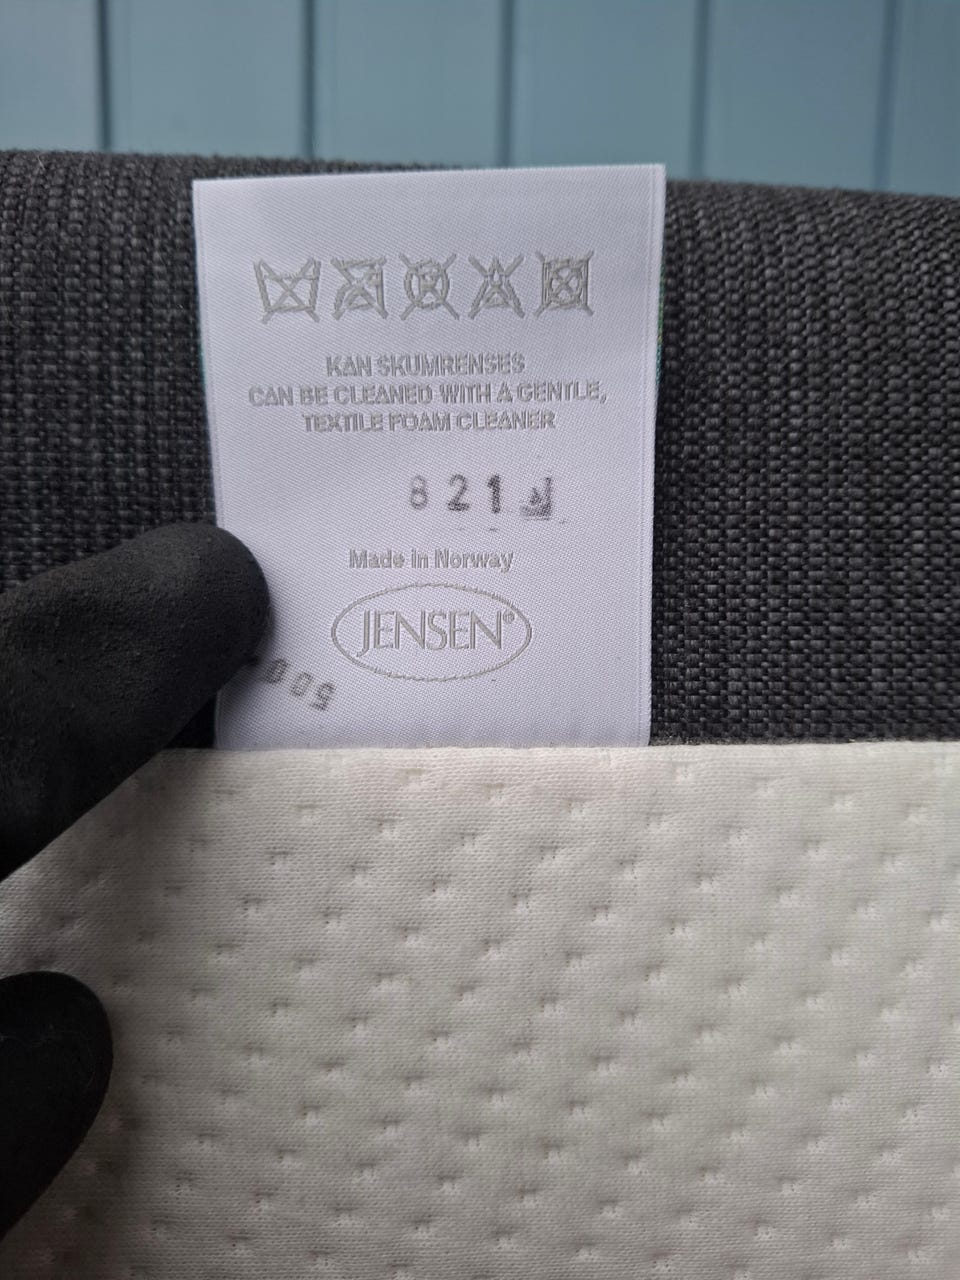 KAN SKUMRENSES
CAN BE CLEANED WITH A GENTLE,
TEXTILE FOAM CLEANER
821
Made in Norway
JENSEN®